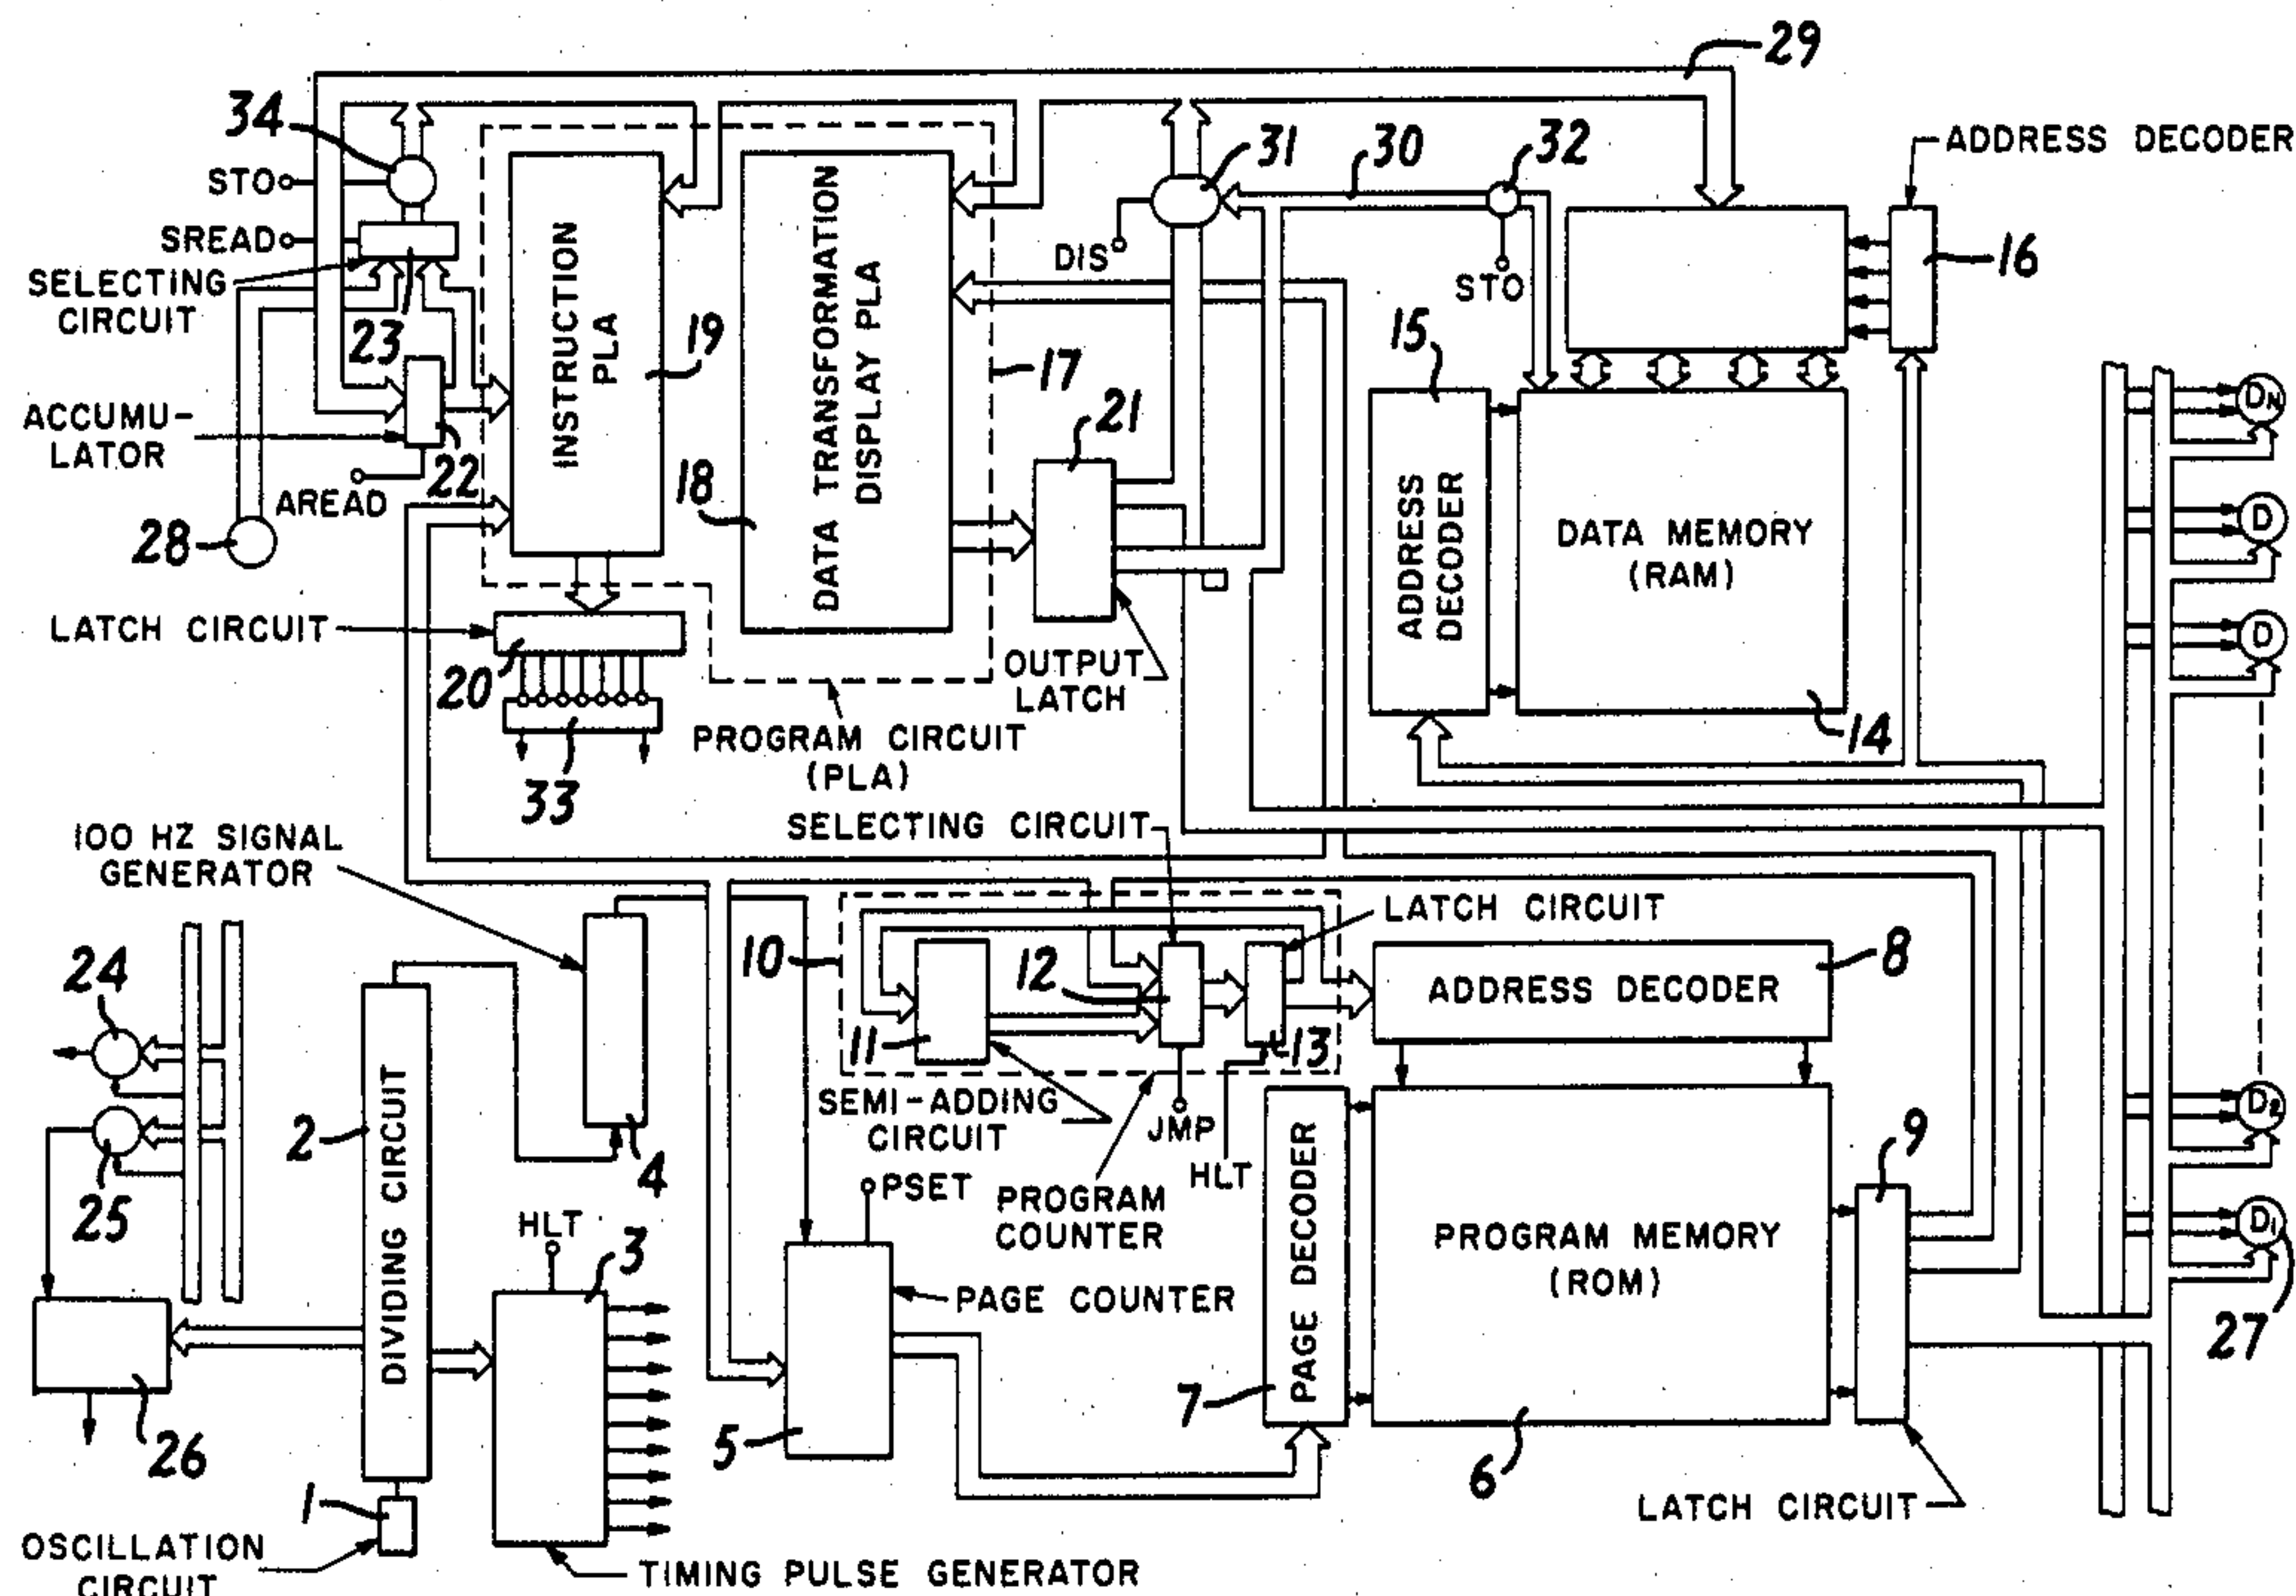 29
34
31
30
32
ADDRESS DECODER
STO
SREAD
SELECTING
CIRCUIT
23
INSTRUCTION
PLA
19
DATA TRANSFORMATION
DISPLAY PLA
18
17
DIS
STO
16
15
ACCUMU-
LATOR
22
AREAD
28
21
ADDRESS
DECODER
DATA MEMORY
(RAM)
14
DN
D
D
LATCH CIRCUIT
20
33
OUTPUT
LATCH
PROGRAM CIRCUIT
(PLA)
SELECTING CIRCUIT
100 HZ SIGNAL
GENERATOR
LATCH CIRCUIT
10
12
11
13
ADDRESS DECODER
8
24
25
2
DIVIDING CIRCUIT
4
SEMI-ADDING
CIRCUIT
JMP
HLT
PROGRAM
COUNTER
PSET
PAGE COUNTER
5
7
PAGE DECODER
PROGRAM MEMORY
(ROM)
6
9
D2
D1
27
LATCH CIRCUIT
HLT
3
26
1
OSCILLATION
CIRCUIT
TIMING PULSE GENERATOR